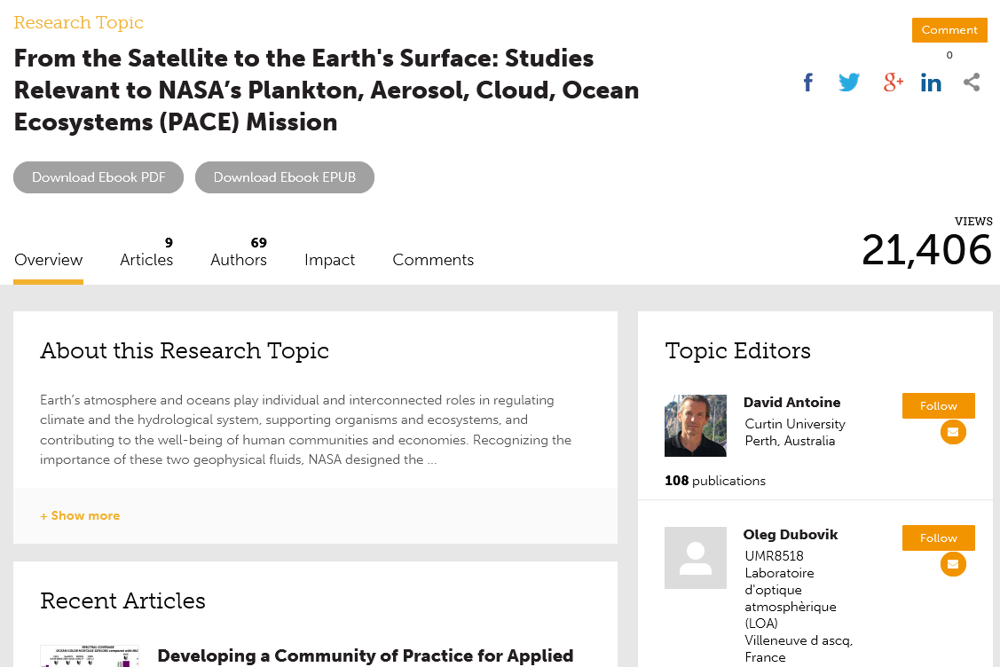 Research Topic
From the Satellite to the Earth's Surface: Studies
Relevant to NASA’s Plankton, Aerosol, Cloud, Ocean
Ecosystems (PACE) Mission
Comment
0
Download Ebook PDF
Download Ebook EPUB
VIEWS
21,406
Overview
9
Articles
69
Authors
Impact
Comments
About this Research Topic
Earth’s atmosphere and oceans play individual and interconnected roles in regulating
climate and the hydrological system, supporting organisms and ecosystems, and
contributing to the well-being of human communities and economies. Recognizing the
importance of these two geophysical fluids, NASA designed the ...
+ Show more
Recent Articles
SPECTRAL COVERAGE
Developing a Community of Practice for Applied
Topic Editors
David Antoine
Curtin University
Perth, Australia
Follow
108 publications
Oleg Dubovik
UMR8518
Laboratoire
d'optique
atmosphèrique
(LOA)
Villeneuve d ascq,
France
Follow